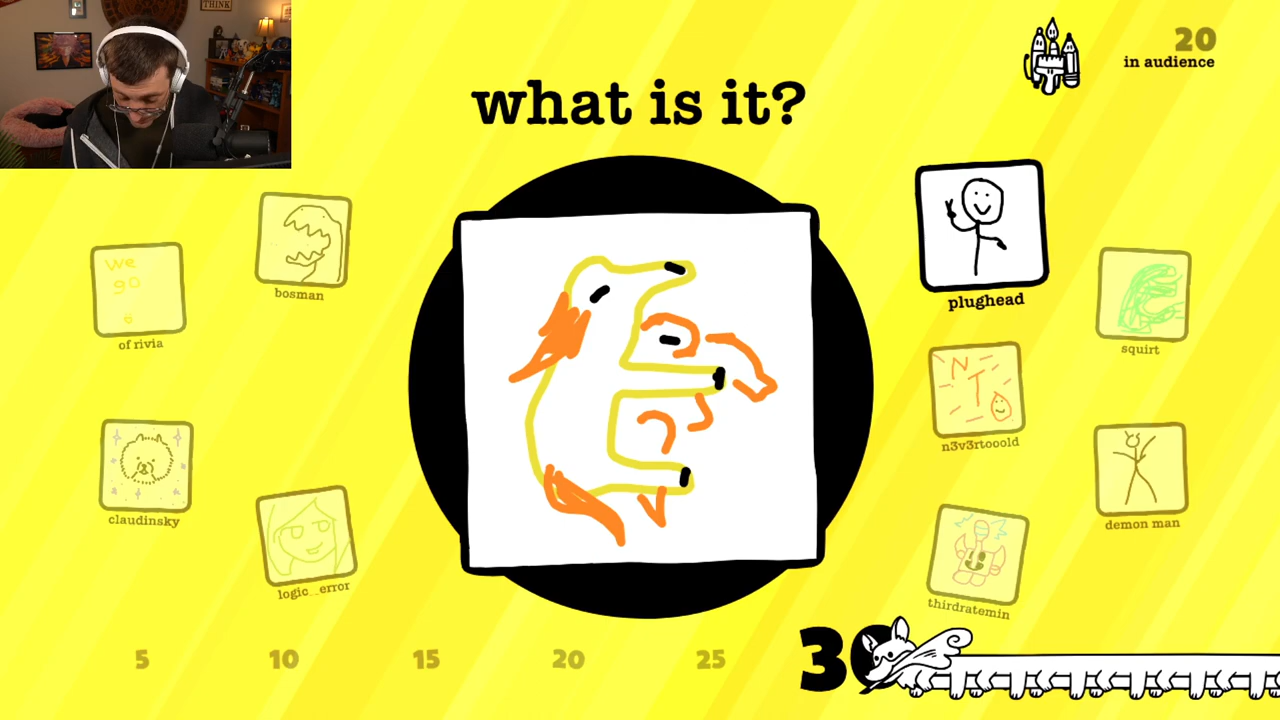 THINK
20
in audience
what is it?
we
go
of rivia
bosman
plughead
squirt
N
T
n3v3rtooold
claudinsky
demon man
logic_error
thirdratemin
5 10 15 20 25 30